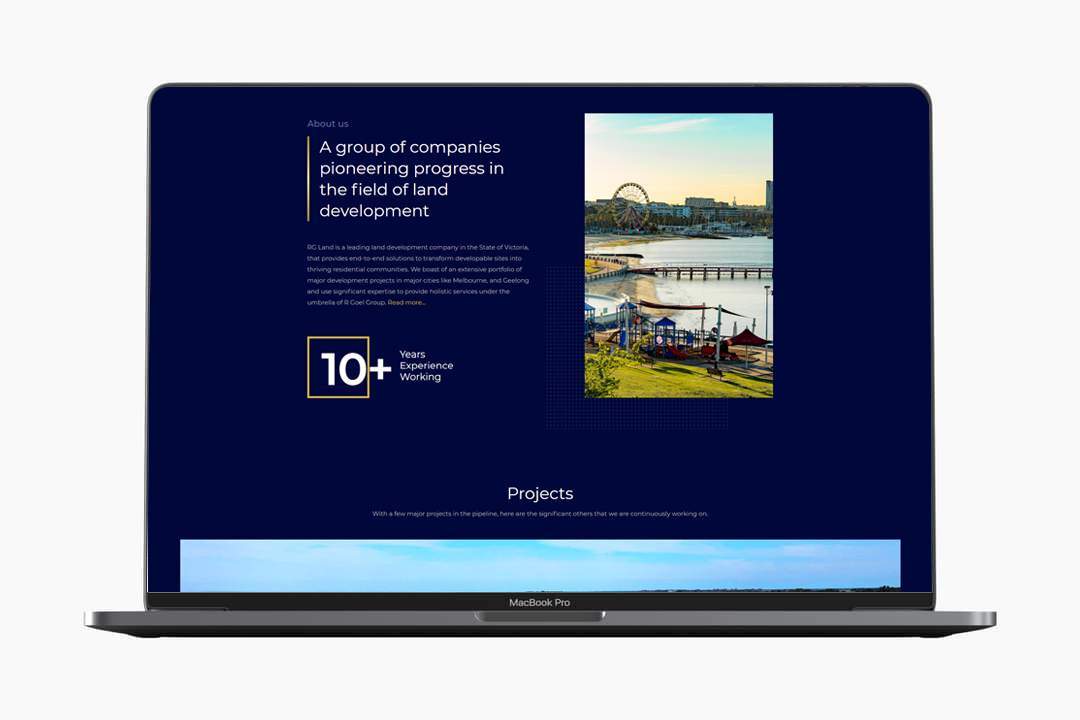 About us
A group of companies
pioneering progress in
the field of land
development
RG Land is a leading land development company in the State of Victoria,
that provides end-to-end solutions to transform developable sites into
thriving residential communities. We boast of an extensive portfolio of
major development projects in major cities like Melbourne, and Geelong
and use significant expertise to provide holistic services under the
umbrella of R Goel Group. Read more...
10+
Years
Experience
Working
Projects
With a few major projects in the pipeline, here are the significant others that we are continuously working on.
MacBook Pro